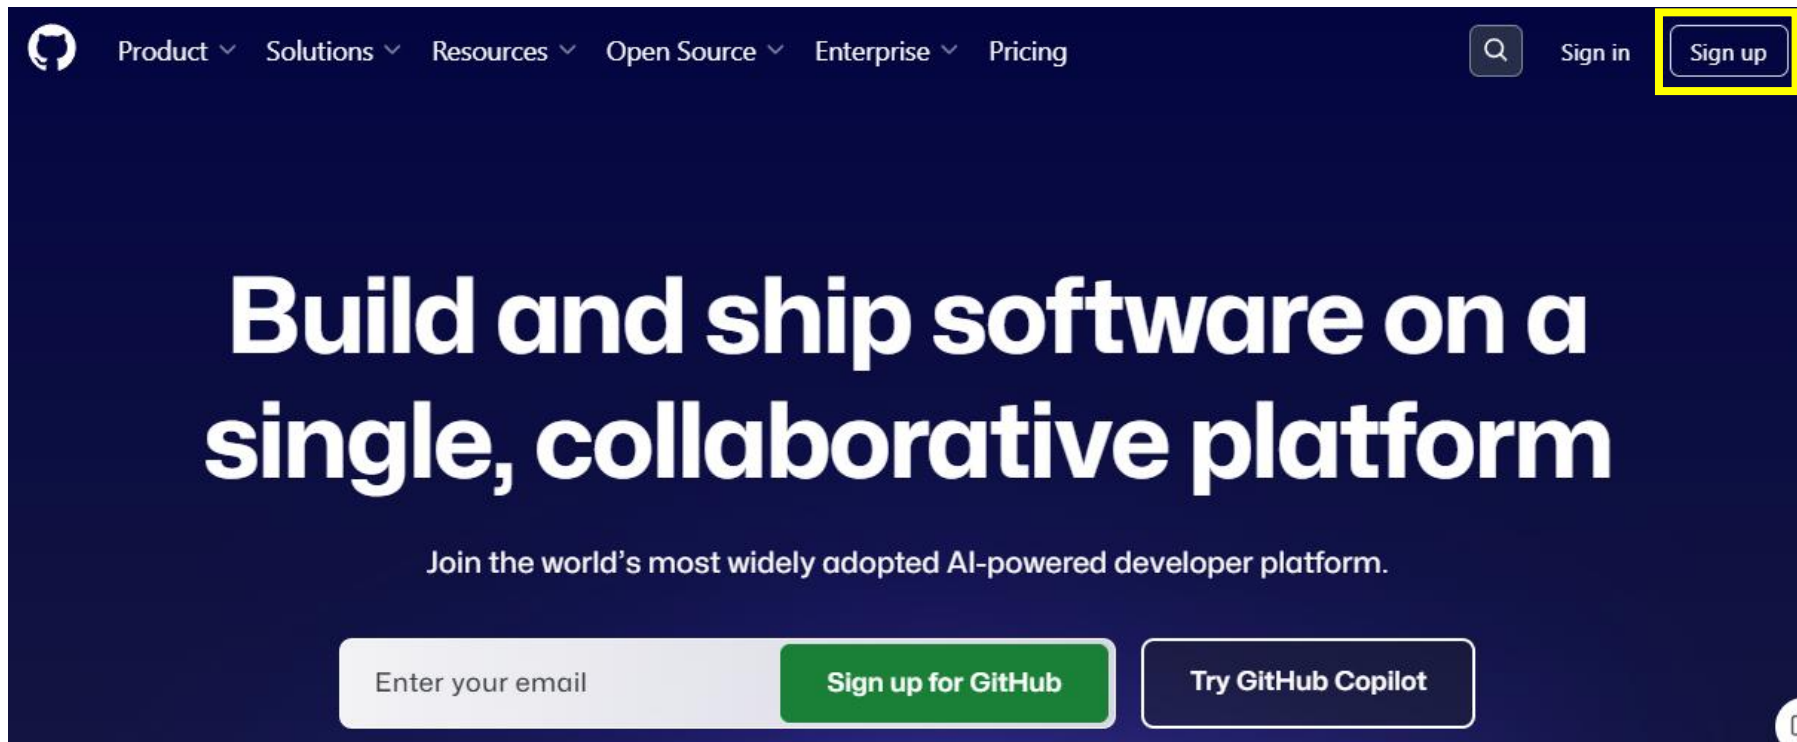 Product Solutions Resources Open Source Enterprise Pricing Sign in Sign up
Build and ship software on a
single, collaborative platform
Join the world's most widely adopted AI-powered developer platform.
Enter your email Sign up for GitHub Try GitHub Copilot